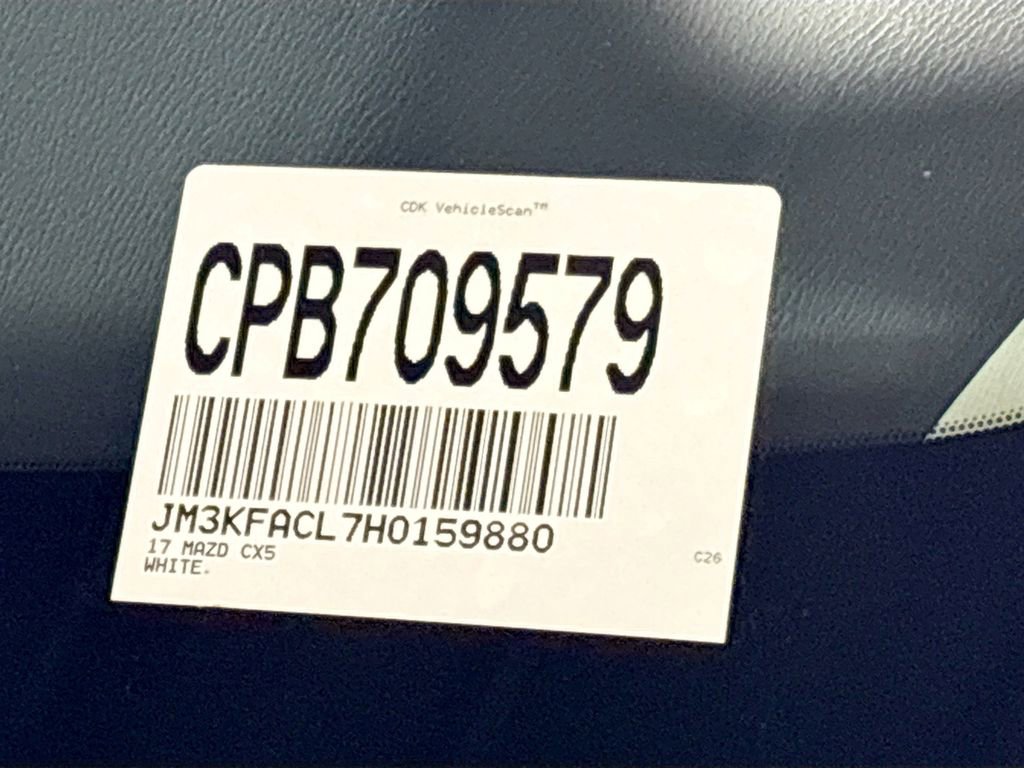 CDK VehicleScan™
CPB709579
JM3KFACL7H0159880
17 MAZD CX5
WHITE.
C26